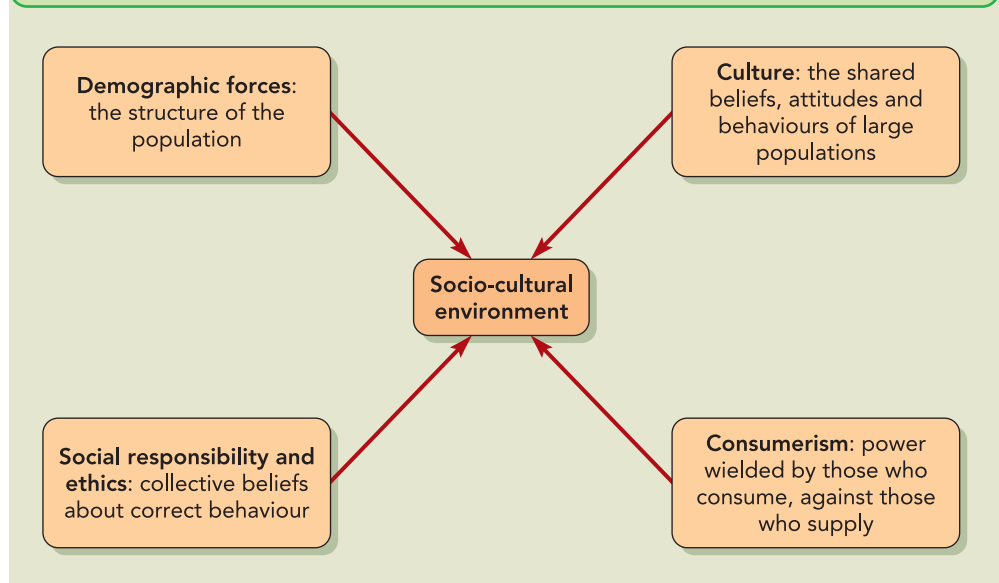 Demographic forces:
the structure of the
population
Culture: the shared
beliefs, attitudes and
behaviours of large
populations
Socio-cultural
environment
Social responsibility and
ethics: collective beliefs
about correct behaviour
Consumerism: power
wielded by those who
consume, against those
who supply